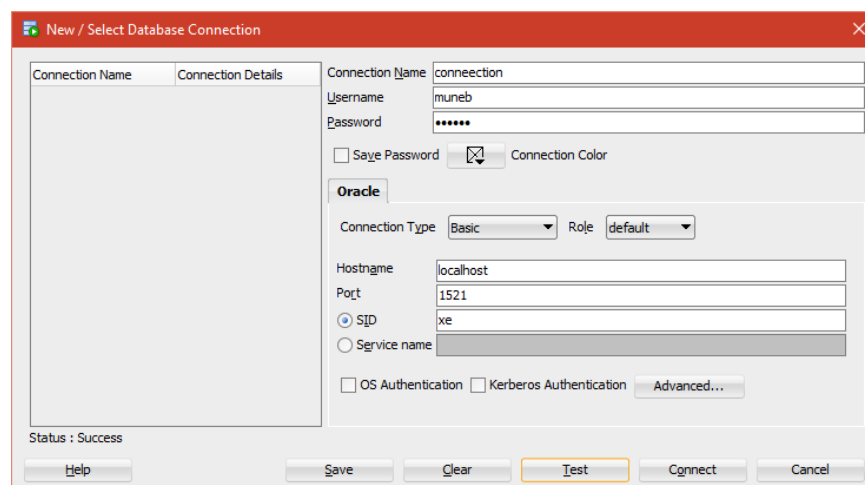 New / Select Database Connection
Connection Name Connection Details
Connection Name conneection
Username muneb
Password ••••••
Save Password Connection Color
Oracle
Connection Type Basic Role default
Hostname localhost
Port 1521
SID xe
Service name
OS Authentication Kerberos Authentication Advanced...
Status : Success
Help Save Clear Test Connect Cancel